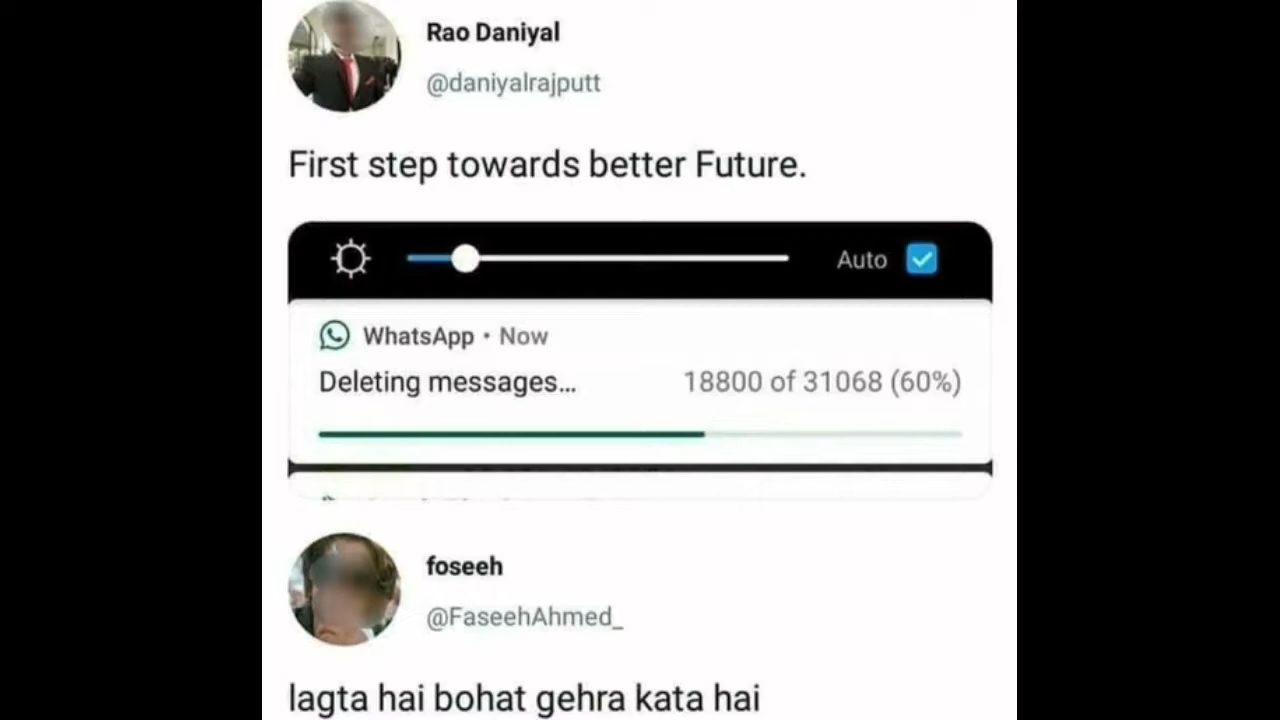 Rao Daniyal
@daniyalrajputt
First step towards better Future.
Auto
WhatsApp • Now
Deleting messages... 18800 of 31068 (60%)
foseeh
@FaseehAhmed_
lagta hai bohat gehra kata hai